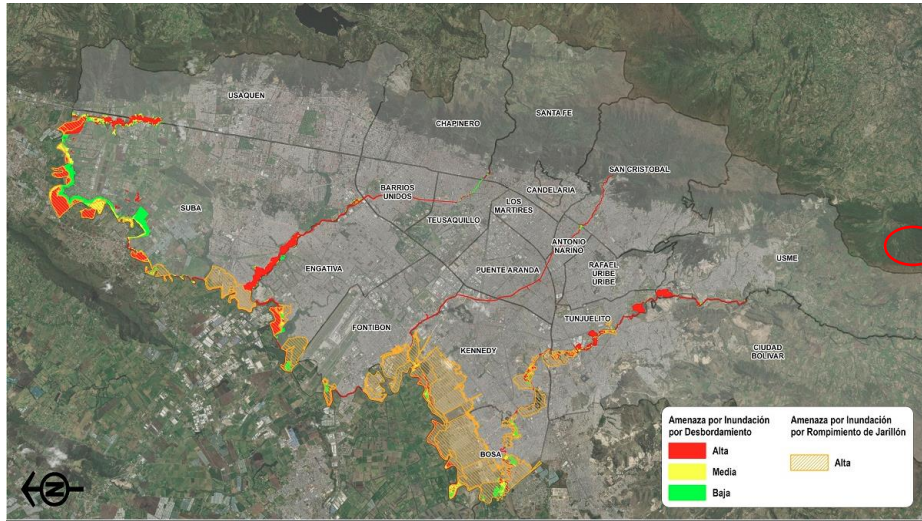 USAQUEN
CHAPINERO
SANTA FE
SAN CRISTOBAL
BARRIOS
UNIDOS
CANDELARIA
LOS
MARTIRES
TEUSAQUILLO
SUBA
ANTONIO
NARIÑO
ENGATIVA
PUENTE ARANDA
RAFAEL
URIBE
URIBE
USME
FONTIBON
TUNJUELITO
KENNEDY
CIUDAD
BOLIVAR
BOSA
N
Amenaza por Inundación
por Desbordamiento
Alta
Media
Baja
Amenaza por Inundación
por Rompimiento de Jarillón
Alta